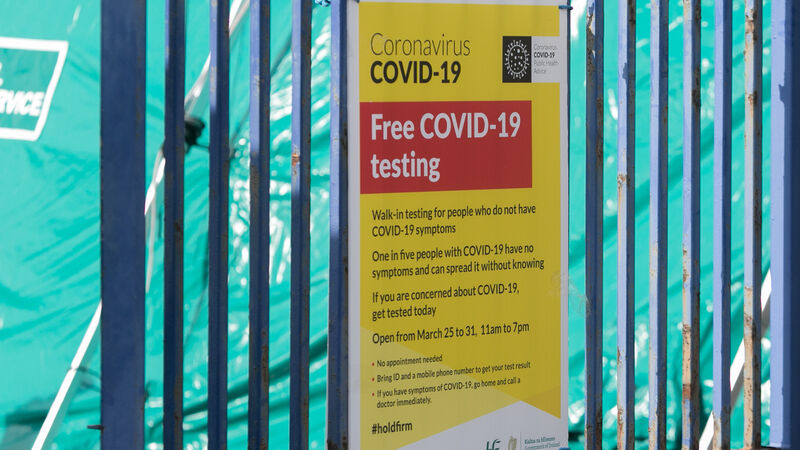 Coronavirus
COVID-19
Coronavirus
COVID-19
Public Health
Advice
Free COVID-19
testing
Walk-in testing for people who do not have
COVID-19 symptoms
One in five people with COVID-19 have no
symptoms and can spread it without knowing
If you are concerned about COVID-19,
get tested today
Open from March 25 to 31, 11am to 7pm
• No appointment needed
• Bring ID and a mobile phone number to get your test result
• If you have symptoms of COVID-19, go home and call a
doctor immediately.
#holdfirm
Rialtas na hÉireann
Government of Ireland